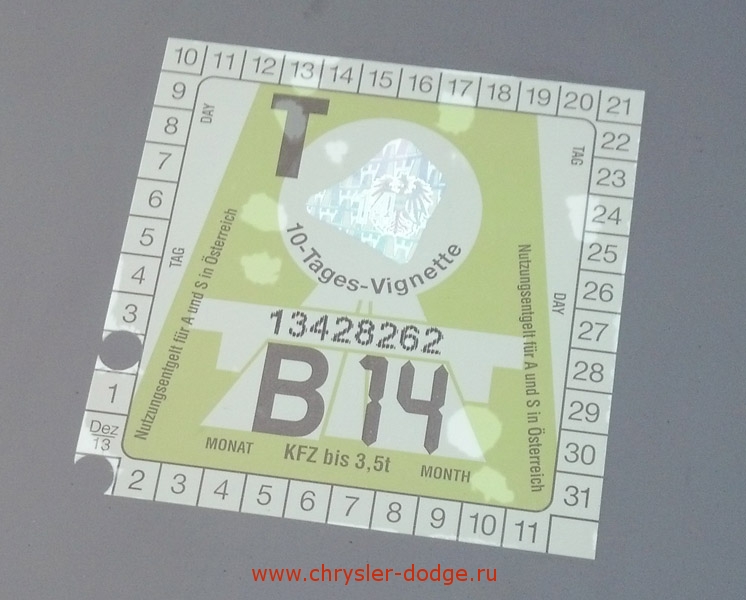 10 11 12 13 14 15 16 17 18 19 20 21
9
8
7
6
5
4
3
1
Dez
13
2 3 4 5 6 7 8 9 10 11
22
23
24
25
26
27
28
29
30
31
DAY
TAG
TAG
DAY
T
10-Tages-Vignette
Nutzungsentgelt für A und S in Österreich
Nutzungsentgelt für A und S in Österreich
13428262
B 14
MONAT
KFZ bis 3,5t
MONTH
www.chrysler-dodge.ru